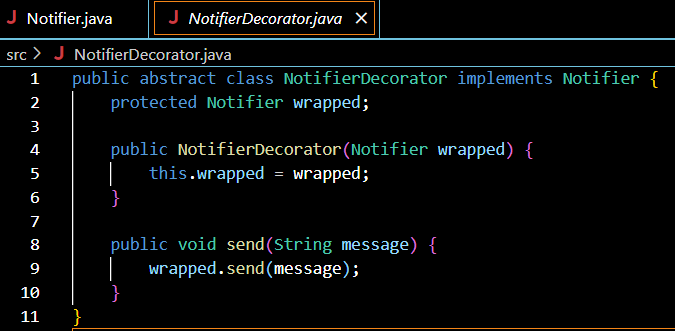 J Notifier.java J NotifierDecorator.java ×
src > J NotifierDecorator.java
1 public abstract class NotifierDecorator implements Notifier {
2     protected Notifier wrapped;
3
4     public NotifierDecorator(Notifier wrapped) {
5         this.wrapped = wrapped;
6     }
7
8     public void send(String message) {
9         wrapped.send(message);
10     }
11 }